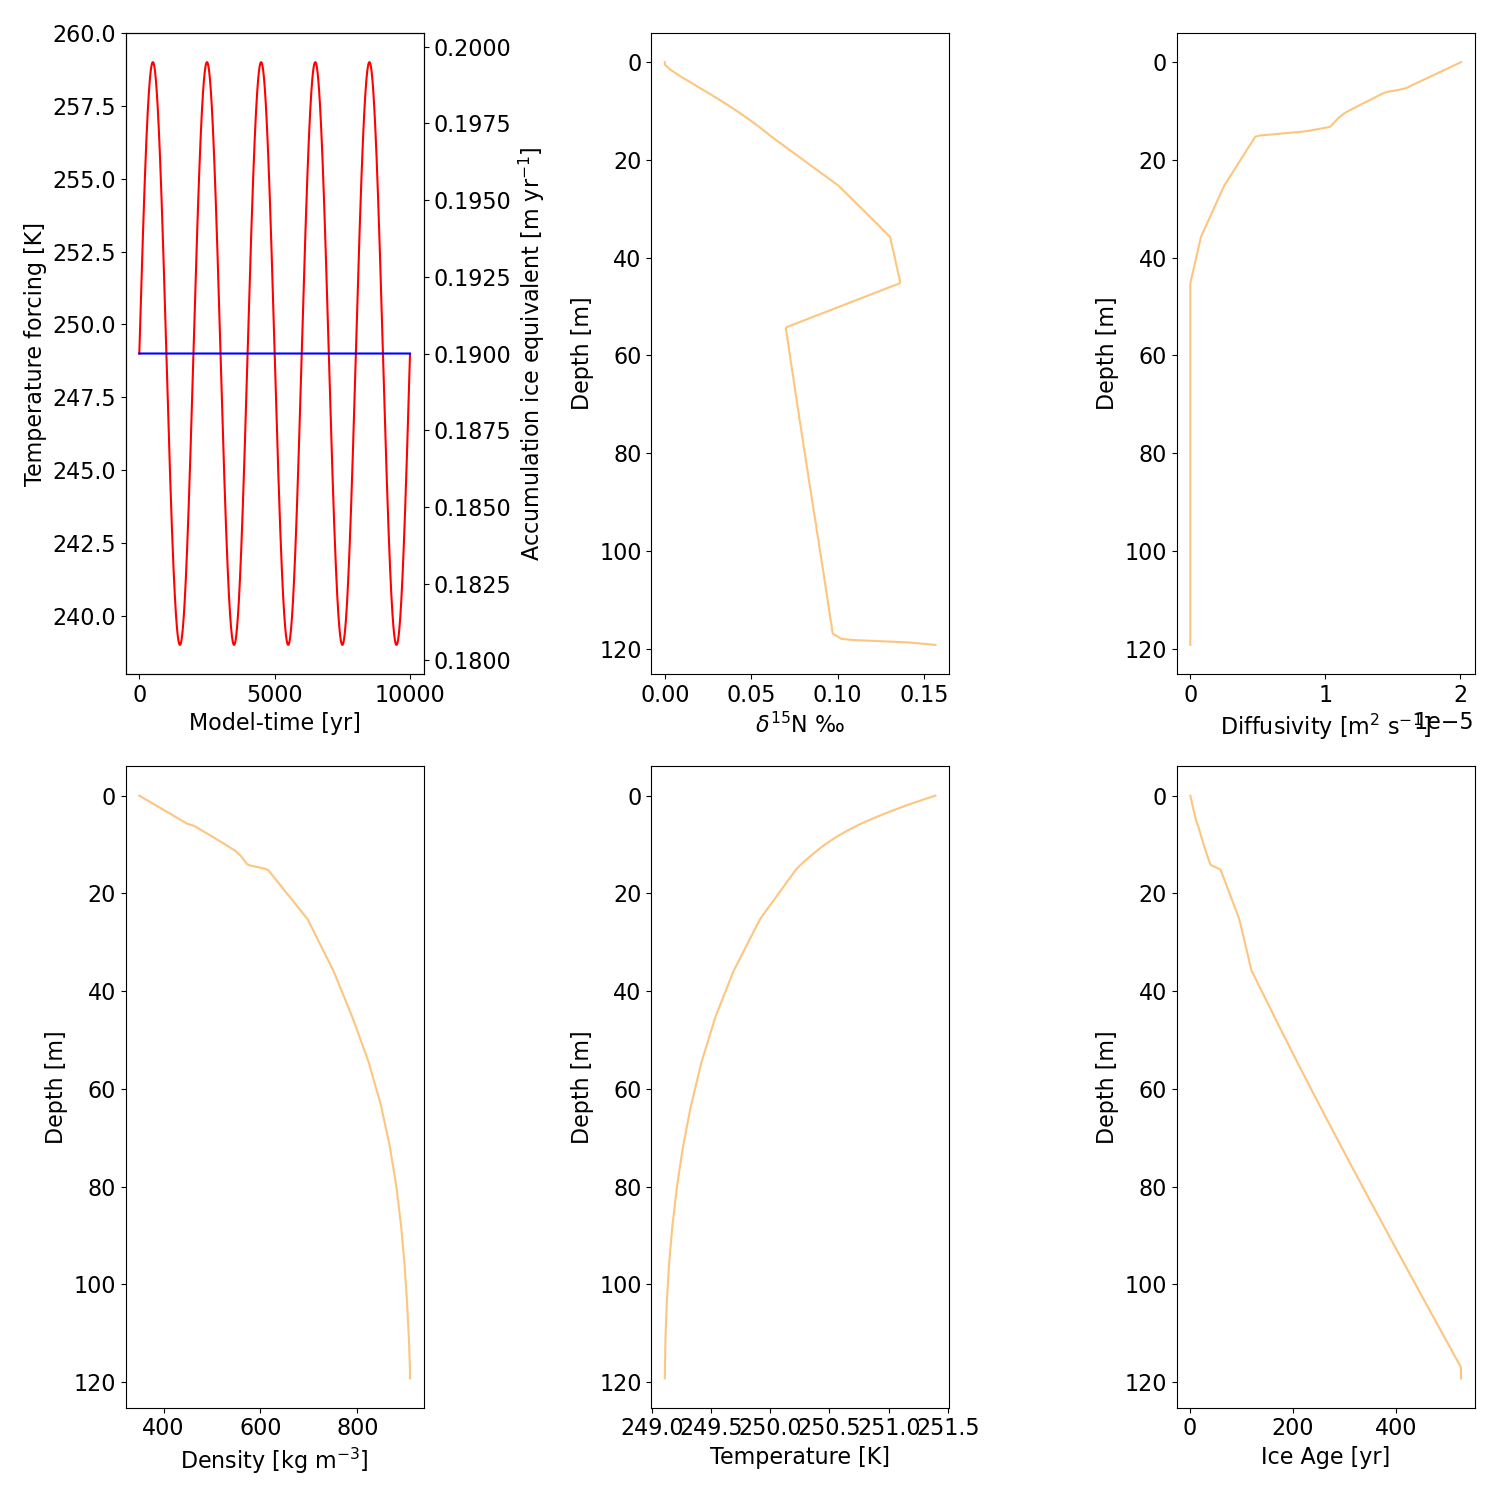 260.0
257.5
255.0
252.5
250.0
247.5
245.0
242.5
240.0
Temperature forcing [K]
0 5000 10000
Model-time [yr]
0.2000
0.1975
0.1950
0.1925
0.1900
0.1875
0.1850
0.1825
0.1800
Accumulation ice equivalent [m yr⁻¹]
0
20
40
60
80
100
120
Depth [m]
0.00 0.05 0.10 0.15
δ¹⁵N ‰
0
20
40
60
80
100
120
Depth [m]
0 1 2
Diffusivity [m² s⁻¹]
1e−5
0
20
40
60
80
100
120
Depth [m]
400 600 800
Density [kg m⁻³]
0
20
40
60
80
100
120
Depth [m]
249.0 249.5 250.0 250.5 251.0 251.5
Temperature [K]
0
20
40
60
80
100
120
Depth [m]
0 200 400
Ice Age [yr]